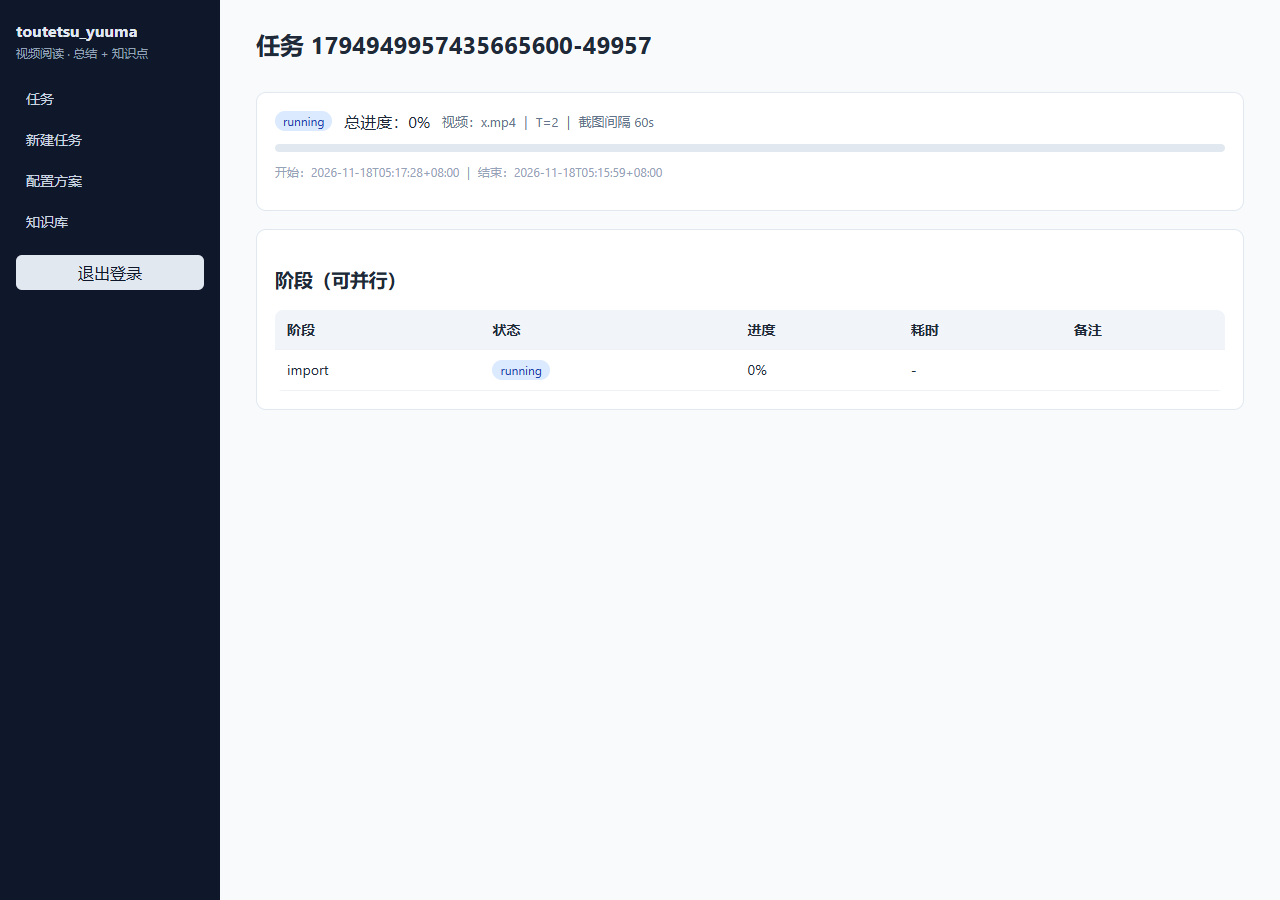 toutetsu_yuuma
视频阅读 · 总结 + 知识点
任务
新建任务
配置方案
知识库
退出登录
任务 1794949957435665600-49957
running 总进度：0% 视频：x.mp4 | T=2 | 截图间隔 60s
开始：2026-11-18T05:17:28+08:00 | 结束：2026-11-18T05:15:59+08:00
阶段（可并行）
阶段 状态 进度 耗时 备注
import running 0% -